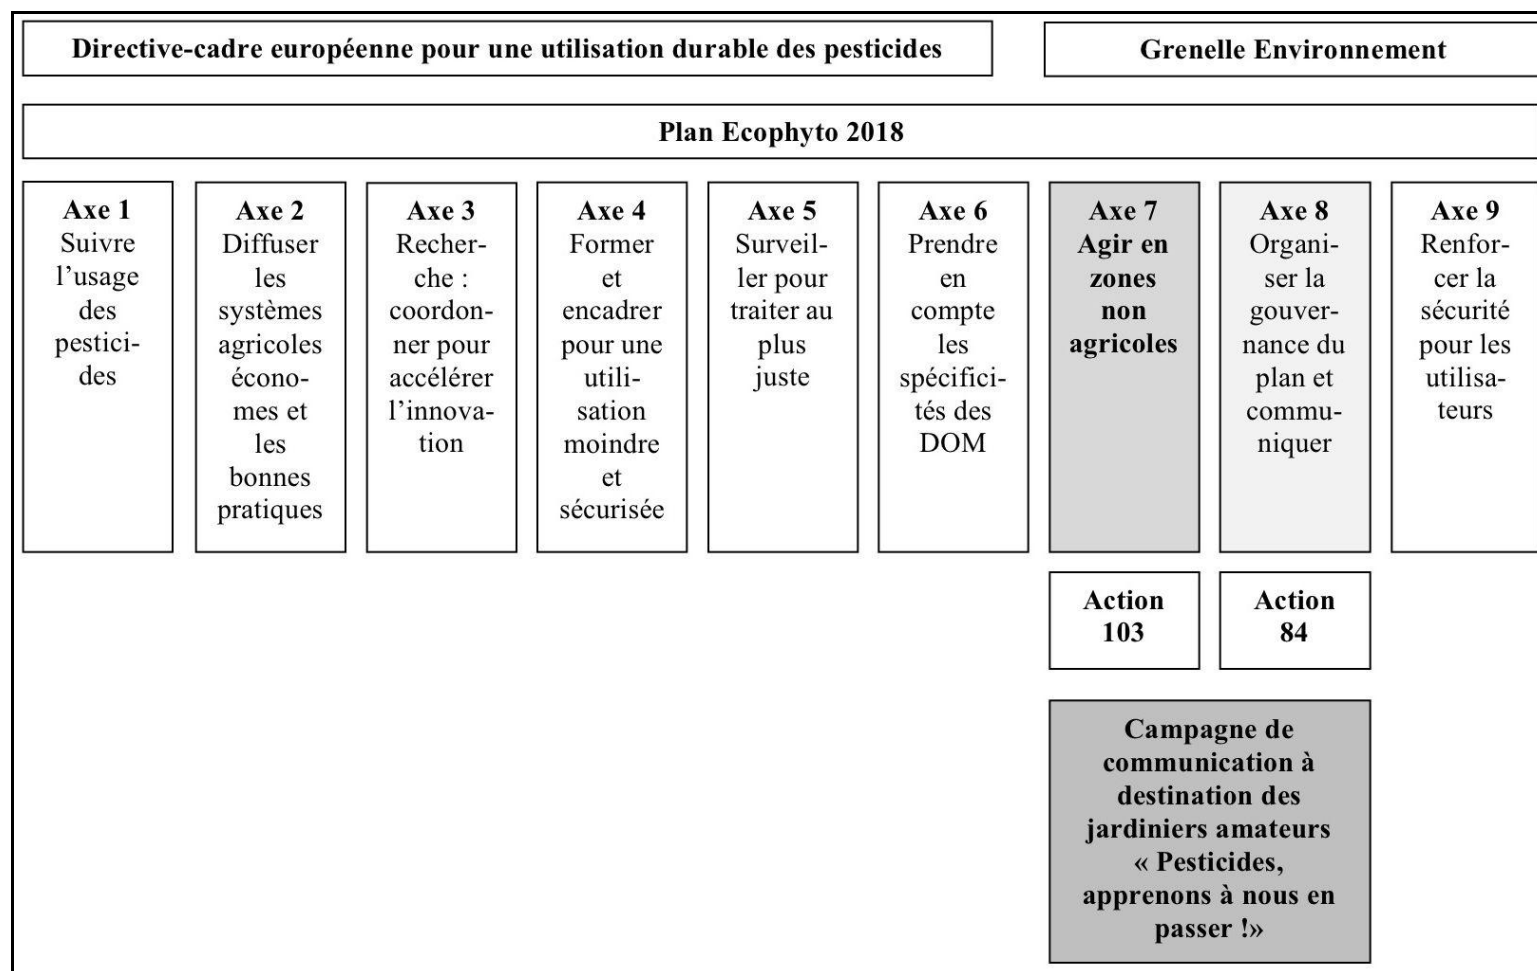 Directive-cadre européenne pour une utilisation durable des pesticides
Grenelle Environnement
Plan Ecophyto 2018
Axe 1
Suivre
l’usage
des
pestici-
des
Axe 2
Diffuser
les
systèmes
agricoles
écono-
mes et
les
bonnes
pratiques
Axe 3
Recher-
che :
coordon-
ner pour
accélérer
l’innova-
tion
Axe 4
Former
et
encadrer
pour une
utili-
sation
moindre
et
sécurisée
Axe 5
Surveil-
ler pour
traiter au
plus
juste
Axe 6
Prendre
en
compte
les
spécifici-
tés des
DOM
Axe 7
Agir en
zones
non
agricoles
Axe 8
Organi-
ser la
gouver-
nance du
plan et
commu-
niquer
Axe 9
Renfor-
cer la
sécurité
pour les
utilisa-
teurs
Action
103
Action
84
Campagne de
communication à
destination des
jardiniers amateurs
« Pesticides,
apprenons à nous en
passer !»